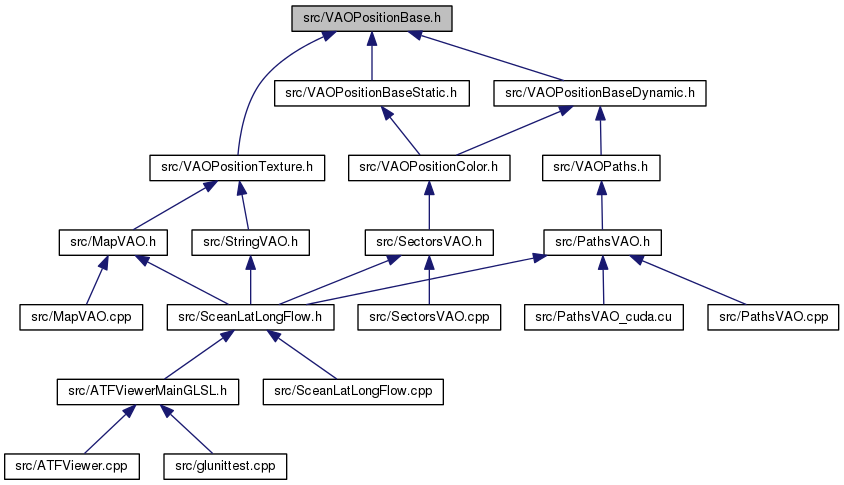 src/VAOPositionBase.h
src/VAOPositionBaseStatic.h
src/VAOPositionBaseDynamic.h
src/VAOPositionTexture.h
src/VAOPositionColor.h
src/VAOPaths.h
src/MapVAO.h
src/StringVAO.h
src/SectorsVAO.h
src/PathsVAO.h
src/MapVAO.cpp
src/SceanLatLongFlow.h
src/SectorsVAO.cpp
src/PathsVAO_cuda.cu
src/PathsVAO.cpp
src/ATFViewerMainGLSL.h
src/SceanLatLongFlow.cpp
src/ATFViewer.cpp
src/glunittest.cpp